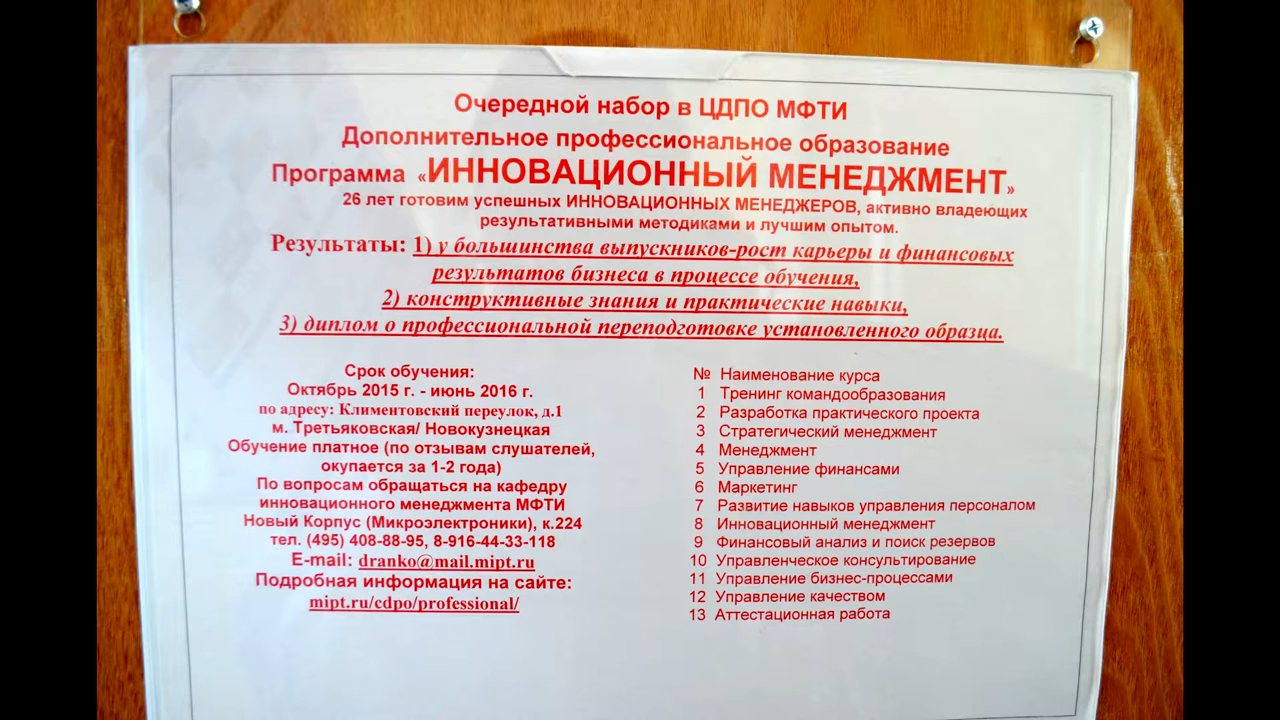 Очередной набор в ЦДПО МФТИ
Дополнительное профессиональное образование
Программа «ИННОВАЦИОННЫЙ МЕНЕДЖМЕНТ»
26 лет готовим успешных ИННОВАЦИОННЫХ МЕНЕДЖЕРОВ, активно владеющих
результативными методиками и лучшим опытом.
Результаты: 1) у большинства выпускников-рост карьеры и финансовых
результатов бизнеса в процессе обучения,
2) конструктивные знания и практические навыки,
3) диплом о профессиональной переподготовке установленного образца.
Срок обучения:
Октябрь 2015 г. - июнь 2016 г.
по адресу: Климентовский переулок, д.1
м. Третьяковская/ Новокузнецкая
Обучение платное (по отзывам слушателей,
окупается за 1-2 года)
По вопросам обращаться на кафедру
инновационного менеджмента МФТИ
Новый Корпус (Микроэлектроники), к.224
тел. (495) 408-88-95, 8-916-44-33-118
E-mail: dranko@mail.mipt.ru
Подробная информация на сайте:
mipt.ru/cdpo/professional/
№ Наименование курса
1 Тренинг командообразования
2 Разработка практического проекта
3 Стратегический менеджмент
4 Менеджмент
5 Управление финансами
6 Маркетинг
7 Развитие навыков управления персоналом
8 Инновационный менеджмент
9 Финансовый анализ и поиск резервов
10 Управленческое консультирование
11 Управление бизнес-процессами
12 Управление качеством
13 Аттестационная работа